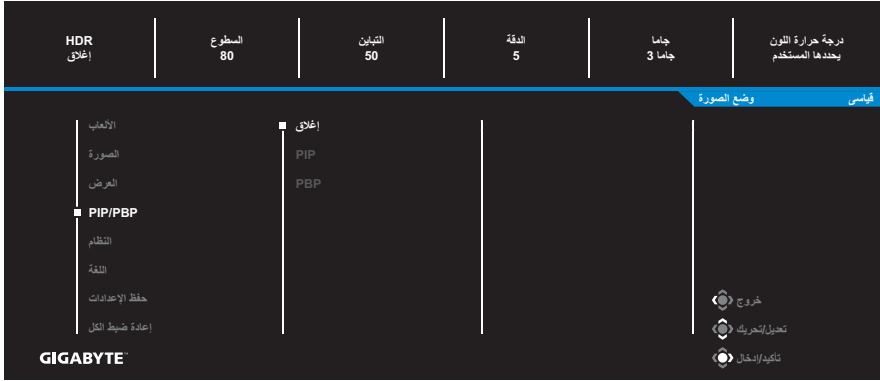 درجة حرارة اللون
يحددها المستخدم
جاما
جاما 3
الدقة
5
التباين
50
السطوع
80
HDR
إغلاق
قياسى
وضع الصورة
الألعاب
الصورة
العرض
PIP/PBP
النظام
اللغة
حفظ الإعدادات
إعادة ضبط الكل
إغلاق
PIP
PBP
خروج
تعديل/تحريك
تأكيد/إدخال
GIGABYTE™